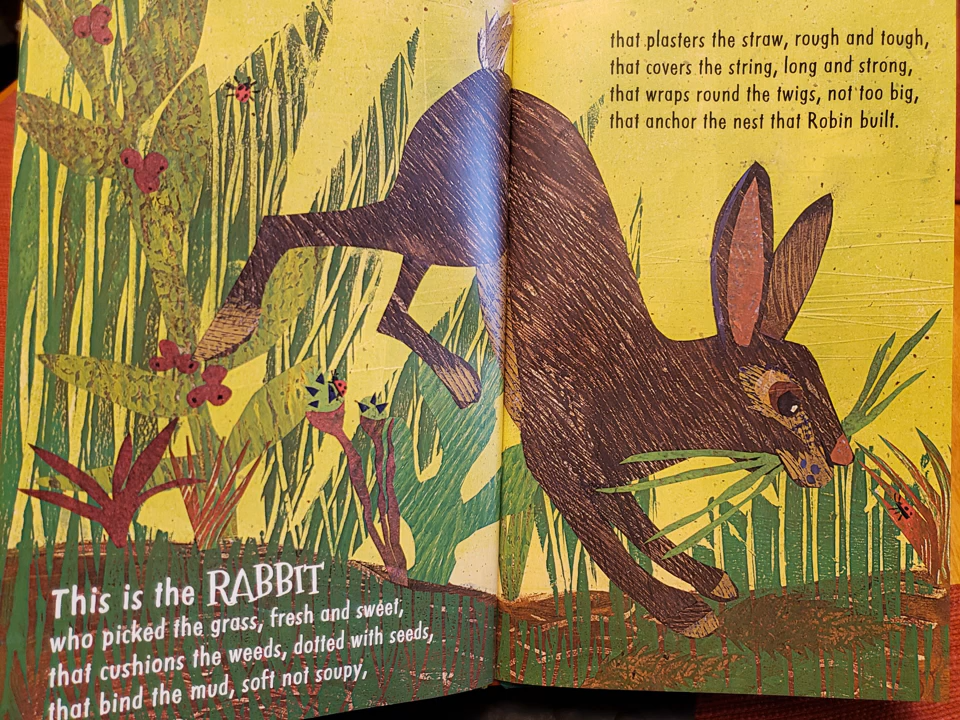 This is the RABBIT
who picked the grass, fresh and sweet,
that cushions the weeds, dotted with seeds,
that bind the mud, soft not soupy,
that plasters the straw, rough and tough,
that covers the string, long and strong,
that wraps round the twigs, not too big,
that anchor the nest that Robin built.